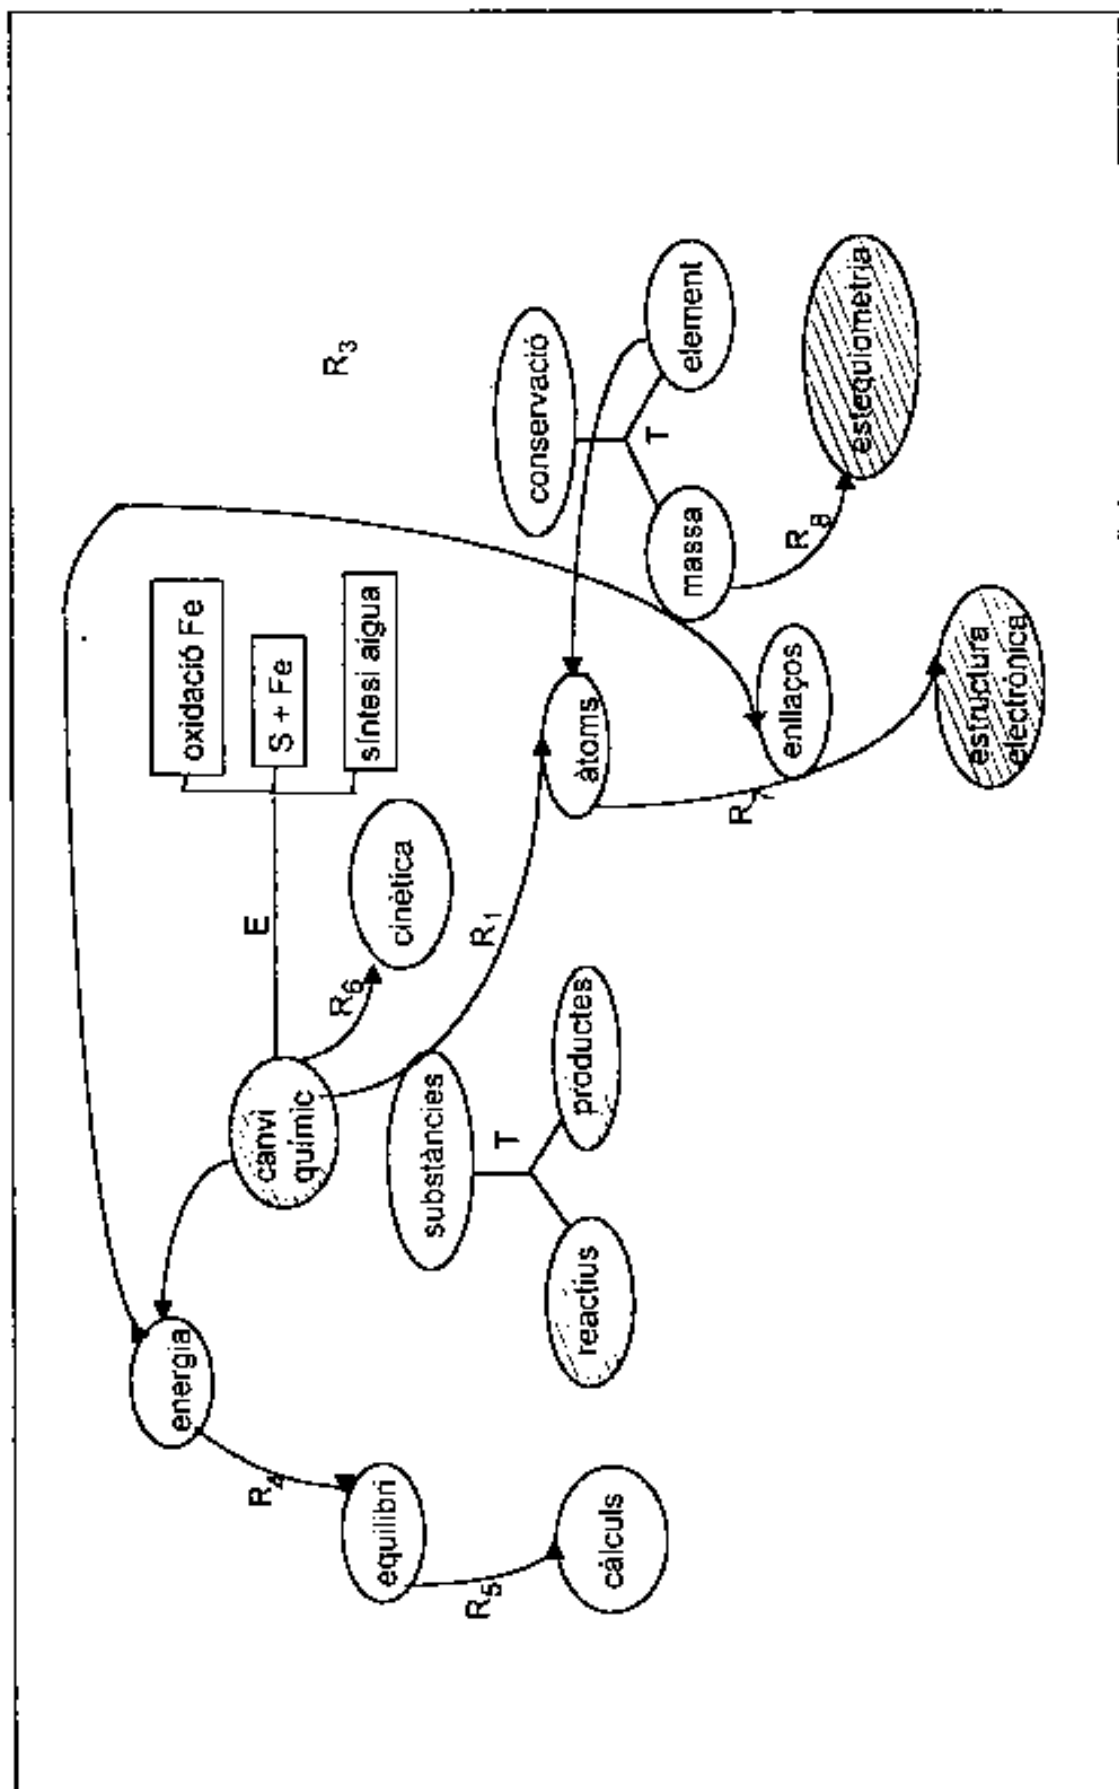 oxidació Fe
energia
E
S + Fe
canvi
químic
síntesi aigua
R3
R4
R6
equilibri
cinètica
substàncies
R1
conservació
R5
T
càlculs
reactius
productes
àtoms
T
massa
element
R7
enllaços
R8
estequiometria
estructura
electrònica